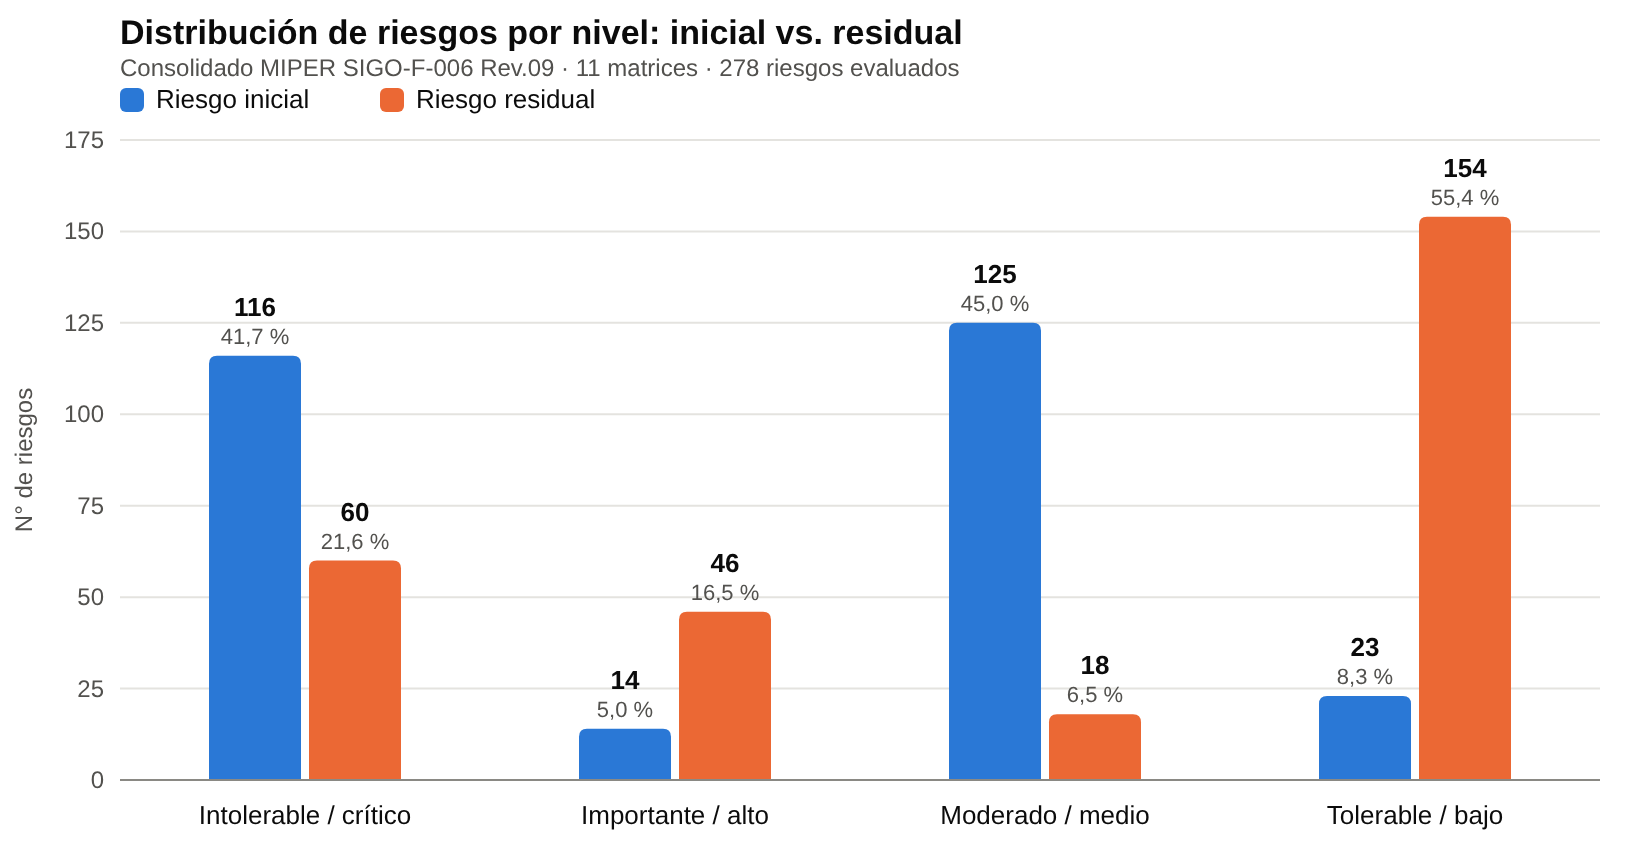 Distribución de riesgos por nivel: inicial vs. residual
Consolidado MIPER SIGO-F-006 Rev.09 · 11 matrices · 278 riesgos evaluados
Riesgo inicial
Riesgo residual
N° de riesgos
175
150
125
100
75
50
25
0
116
41,7 %
60
21,6 %
14
5,0 %
46
16,5 %
125
45,0 %
18
6,5 %
23
8,3 %
154
55,4 %
Intolerable / crítico
Importante / alto
Moderado / medio
Tolerable / bajo